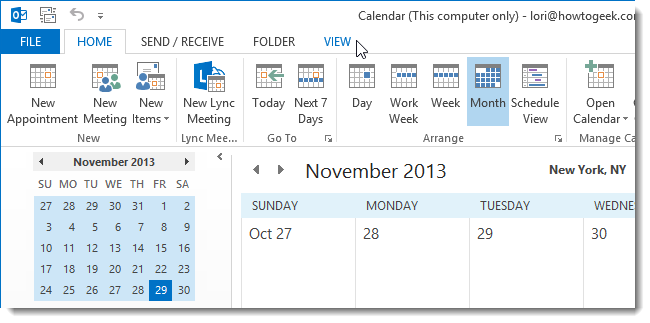 Calendar (This computer only) - lori@howtogeek.com
FILE HOME SEND / RECEIVE FOLDER VIEW
New Appointment New Meeting New Items New Lync Meeting Today Next 7 Days Day Work Week Week Month Schedule View Open Calendar
New Lync Mee... Go To Arrange Manage Ca
November 2013 November 2013 New York, NY
SU MO TU WE TH FR SA
27 28 29 30 31 1 2
3 4 5 6 7 8 9
10 11 12 13 14 15 16
17 18 19 20 21 22 23
24 25 26 27 28 29 30
SUNDAY MONDAY TUESDAY WEDNE
Oct 27 28 29 30